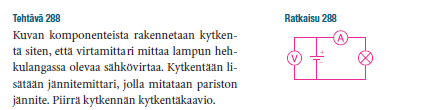 Tehtävä 288
Kuvan komponenteista rakennetaan kytken-
tä siten, että virtamittari mittaa lampun heh-
kulangassa olevaa sähkövirtaa. Kytkentään li-
sätään jännitemittari, jolla mitataan pariston
jännite. Piirrä kytkennän kytkentäkaavio.
Ratkaisu 288
A
V
+